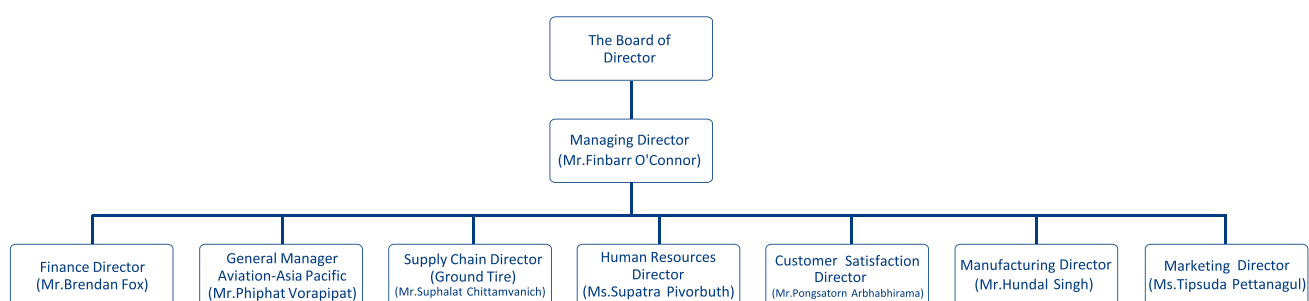 The Board of
Director
Managing Director
(Mr.Finbarr O'Connor)
Finance Director
(Mr.Brendan Fox)
General Manager
Aviation-Asia Pacific
(Mr.Phiphat Vorapipat)
Supply Chain Director
(Ground Tire)
(Mr.Suphalat Chittamvanich)
Human Resources
Director
(Ms.Supatra Pivorbuth)
Customer Satisfaction
Director
(Mr.Pongsatorn Arbhabhirama)
Manufacturing Director
(Mr.Hundal Singh)
Marketing Director
(Ms.Tipsuda Pettanagul)